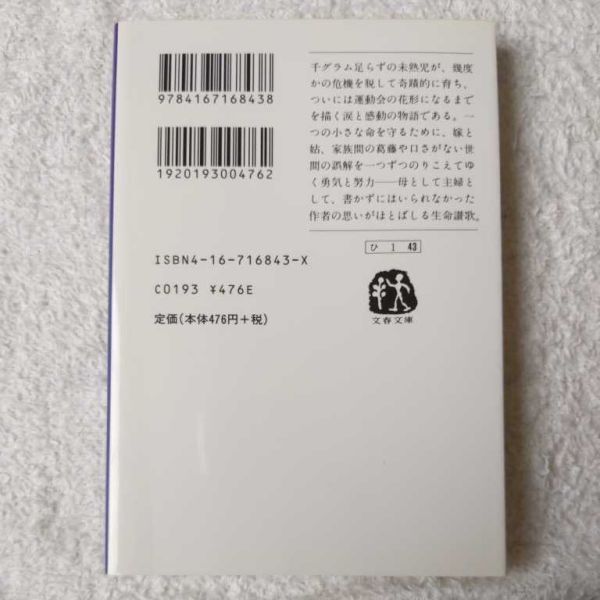 9784167168438
1920193004762
千グラム足らずの未熟児が、幾度
かの危機を脱して奇蹟的に育ち、
ついには運動会の花形になるまで
を描く涙と感動の物語である。一
つの小さな命を守るために、嫁と
姑、家族間の葛藤や口さがない世
間の誤解を一つずつのりこえてゆ
く勇気と努力──母として主婦と
して、書かずにはいられなかった
作者の思いがほとばしる生命讃歌。
ISBN4-16-716843-X
C0193 ¥476E
定価(本体476円+税)
ひ 1 43
文春文庫